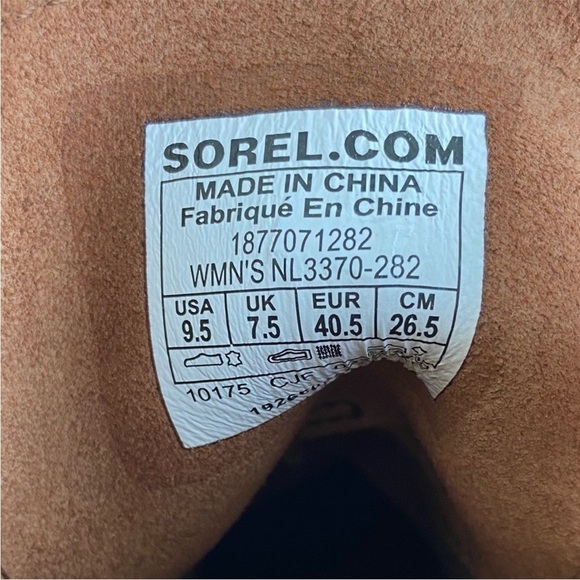 SOREL.COM
MADE IN CHINA
Fabriqué En Chine
1877071282
WMN'S NL3370-282
USA UK EUR CM
9.5 7.5 40.5 26.5
10175 CJF